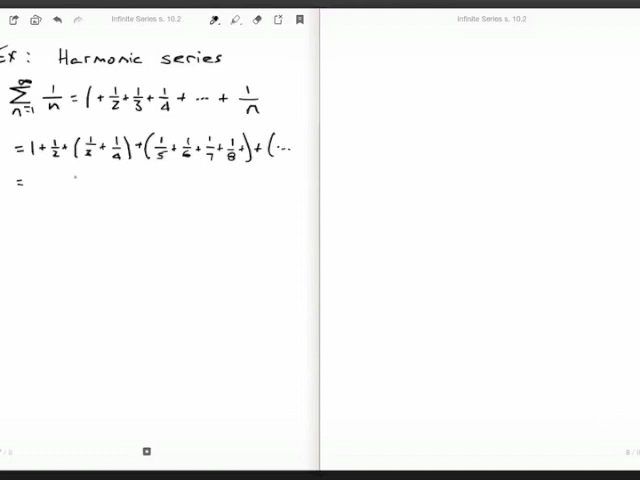 Infinite Series s. 10.2
Infinite Series s. 10.2
Ex: Harmonic series
∞
∑ 1/n = 1 + 1/2 + 1/3 + 1/4 + ... + 1/n
n=1
= 1 + 1/2 + (1/3 + 1/4) + (1/5 + 1/6 + 1/7 + 1/8 +) + (...
=